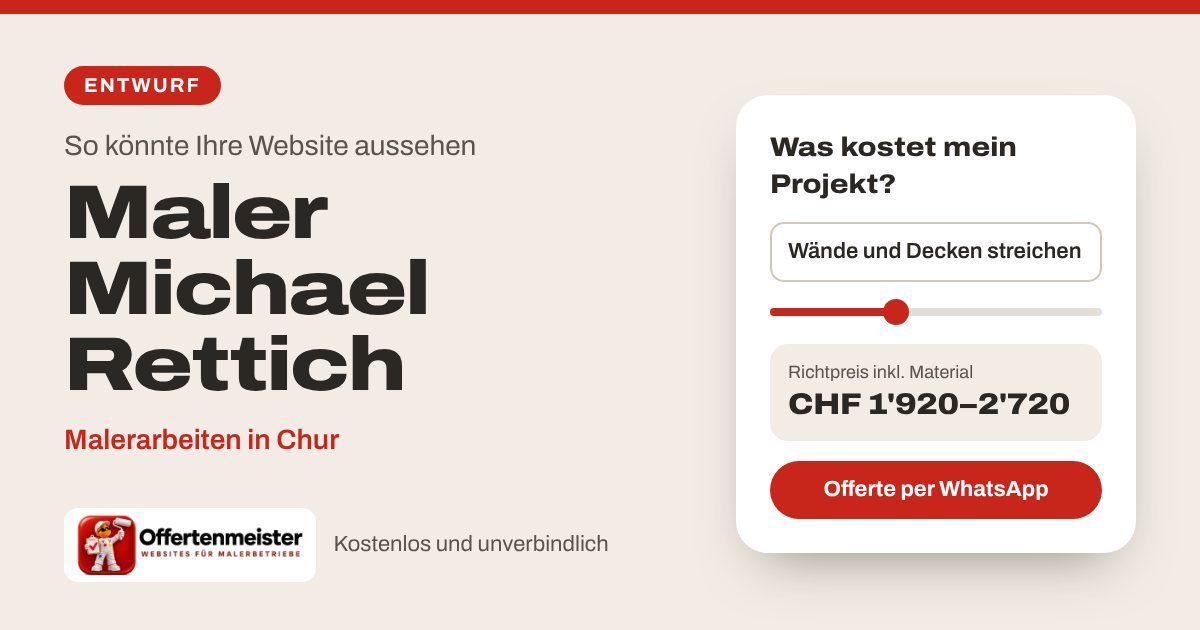 ENTWURF
So könnte Ihre Website aussehen
Maler
Michael
Rettich
Malerarbeiten in Chur
Offertenmeister
WEBSITES FÜR MALERBETRIEBE
Kostenlos und unverbindlich
Was kostet mein
Projekt?
Wände und Decken streichen
Richtpreis inkl. Material
CHF 1'920–2'720
Offerte per WhatsApp